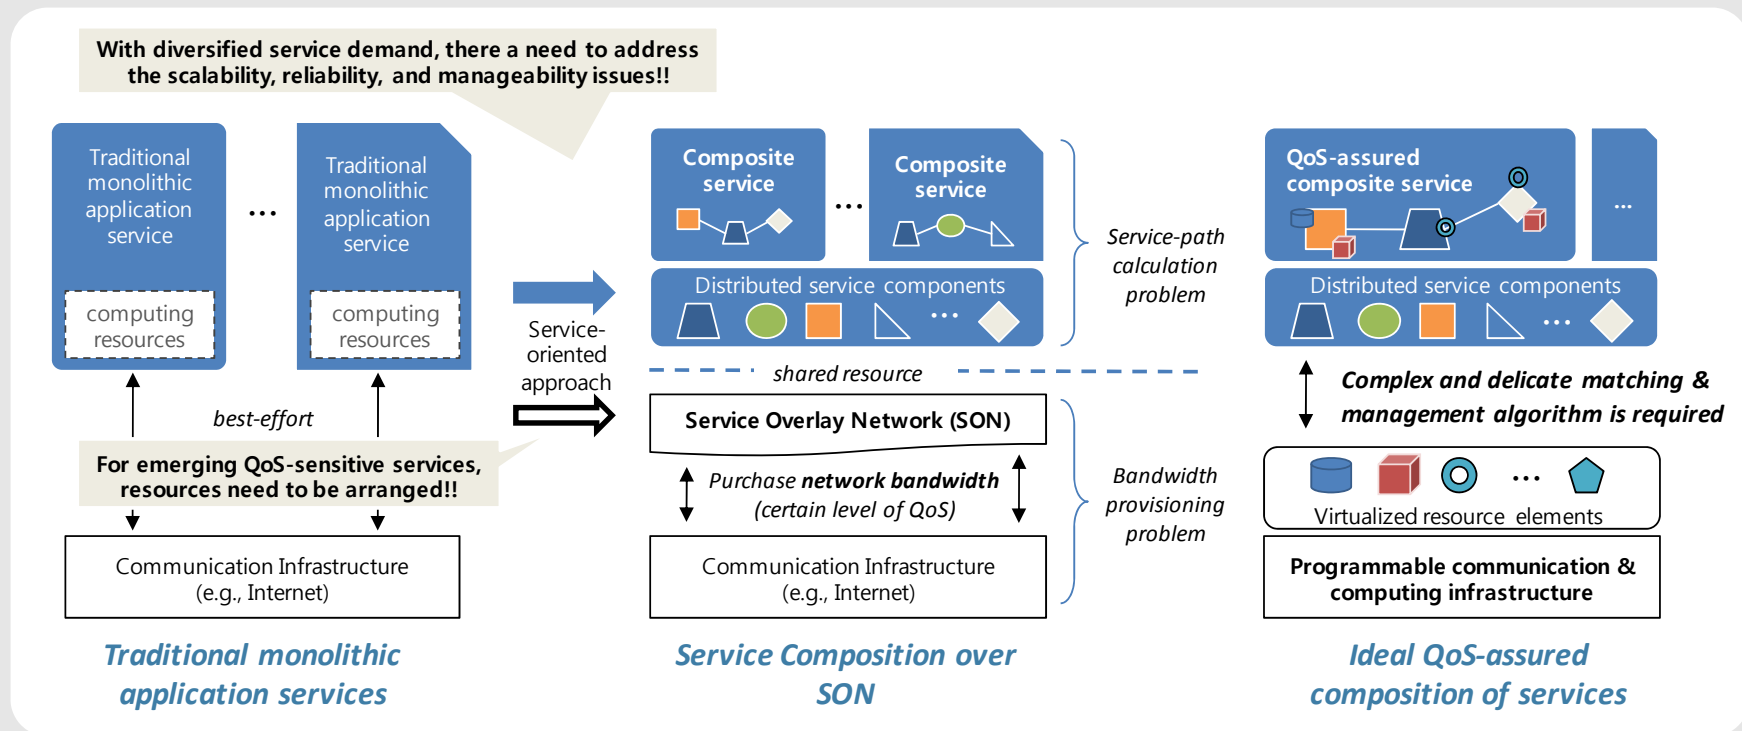 With diversified service demand, there a need to address
the scalability, reliability, and manageability issues!!
Traditional
monolithic
application
service
computing
resources
...
Traditional
monolithic
application
service
computing
resources
best-effort
For emerging QoS-sensitive services,
resources need to be arranged!!
Communication Infrastructure
(e.g., Internet)
Traditional monolithic
application services
Service-
oriented
approach
Composite
service
...
Composite
service
Distributed service components
...
Service-path
calculation
problem
shared resource
Service Overlay Network (SON)
Purchase network bandwidth
(certain level of QoS)
Bandwidth
provisioning
problem
Communication Infrastructure
(e.g., Internet)
Service Composition over
SON
QoS-assured
composite service
...
Distributed service components
...
Complex and delicate matching &
management algorithm is required
...
Virtualized resource elements
Programmable communication &
computing infrastructure
Ideal QoS-assured
composition of services